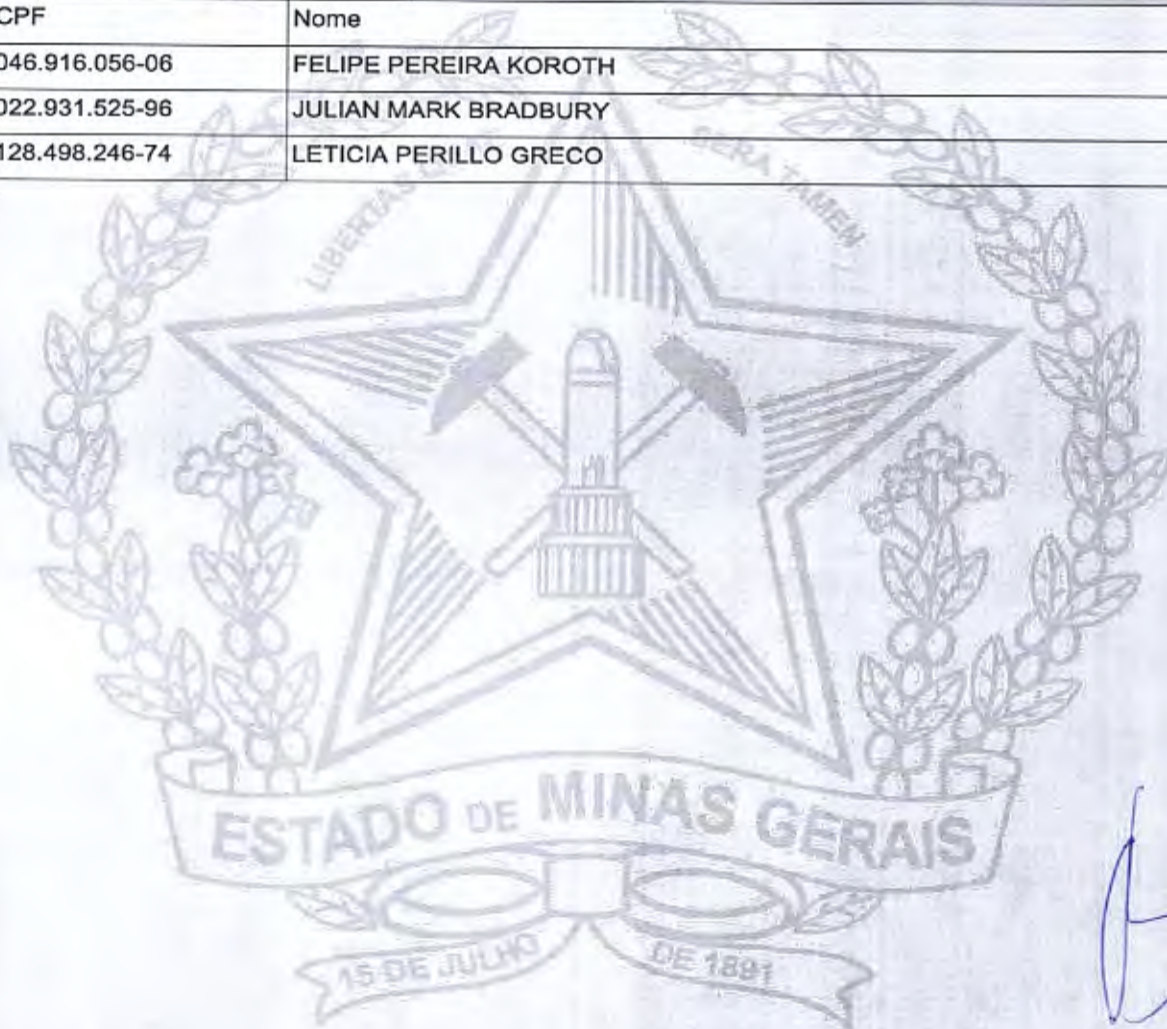 CPF Nome
046.916.056-06 FELIPE PEREIRA KOROTH
022.931.525-96 JULIAN MARK BRADBURY
128.498.246-74 LETICIA PERILLO GRECO
LIBERTAS SERA TAMEN
ESTADO DE MINAS GERAIS
15 DE JULHO DE 1891